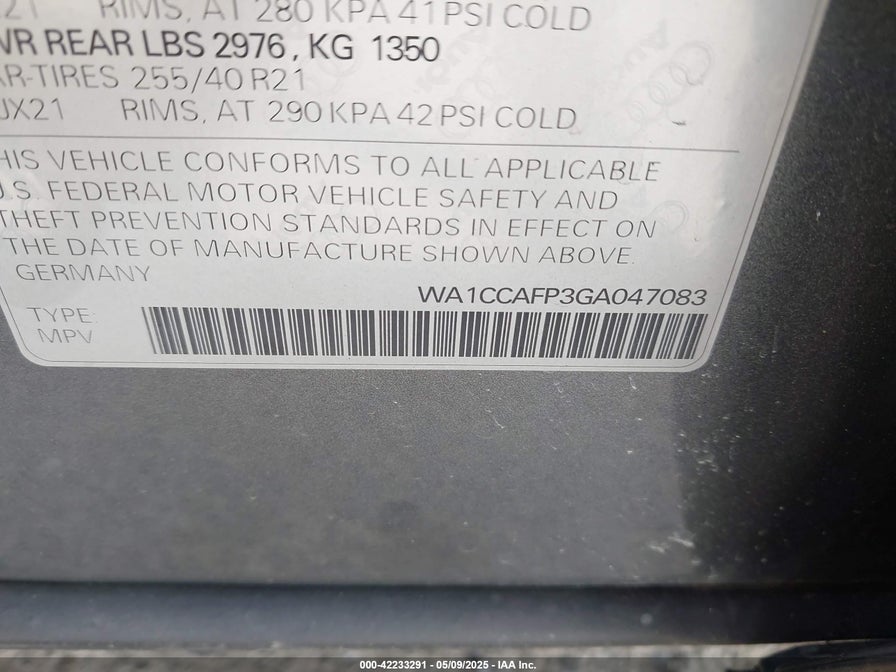 RIMS, AT 280 KPA 41 PSI COLD
REAR LBS 2976, KG 1350
TIRES 255/40 R21
JX21 RIMS, AT 290 KPA 42 PSI COLD
HIS VEHICLE CONFORMS TO ALL APPLICABLE
U.S. FEDERAL MOTOR VEHICLE SAFETY AND
THEFT PREVENTION STANDARDS IN EFFECT ON
THE DATE OF MANUFACTURE SHOWN ABOVE.
GERMANY
WA1CCAFP3GA047083
TYPE:
MPV
Audi
000-42233291 - 05/09/2025 - IAA Inc.